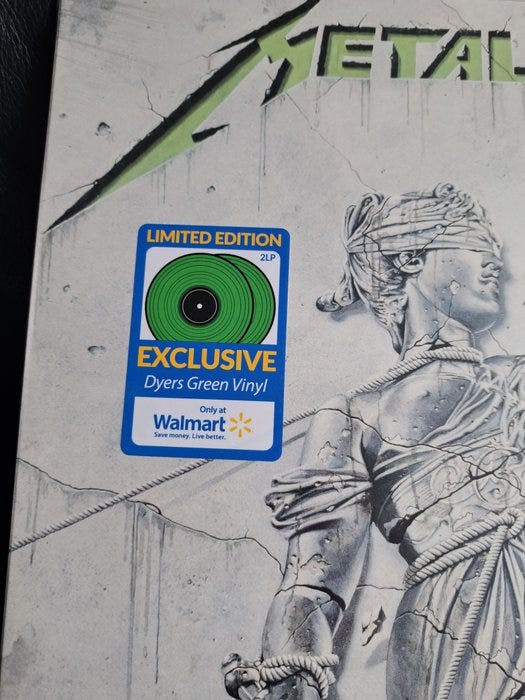 METAL
LIMITED EDITION
2LP
EXCLUSIVE
Dyers Green Vinyl
Only at
Walmart
Save money. Live better.